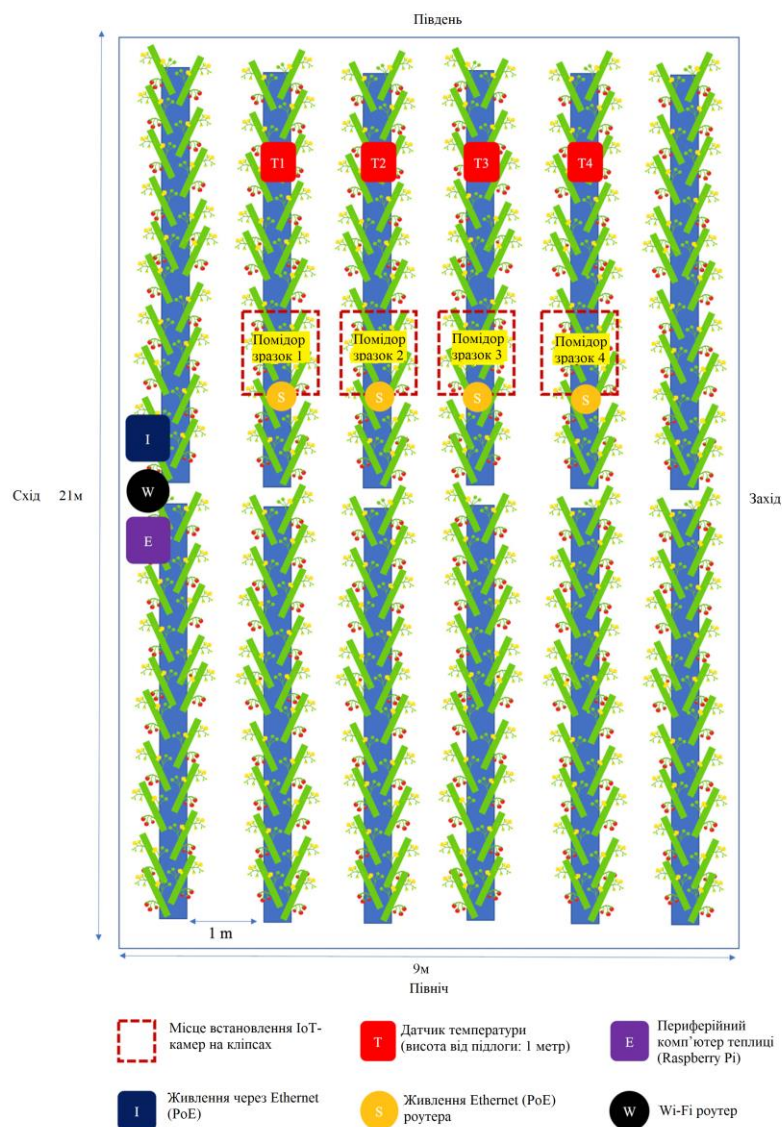 Південь
T1
T2
T3
T4
Помідор
зразок 1
Помідор
зразок 2
Помідор
зразок 3
Помідор
зразок 4
S
S
S
S
I
W
E
Схід
21м
Захід
1 m
9м
Північ
Місце встановлення IoT-
камер на кліпсах
T
Датчик температури
(висота від підлоги: 1 метр)
E
Периферійний
комп’ютер теплиці
(Raspberry Pi)
I
Живлення через Ethernet
(PoE)
S
Живлення Ethernet (PoE)
роутера
W
Wi-Fi роутер